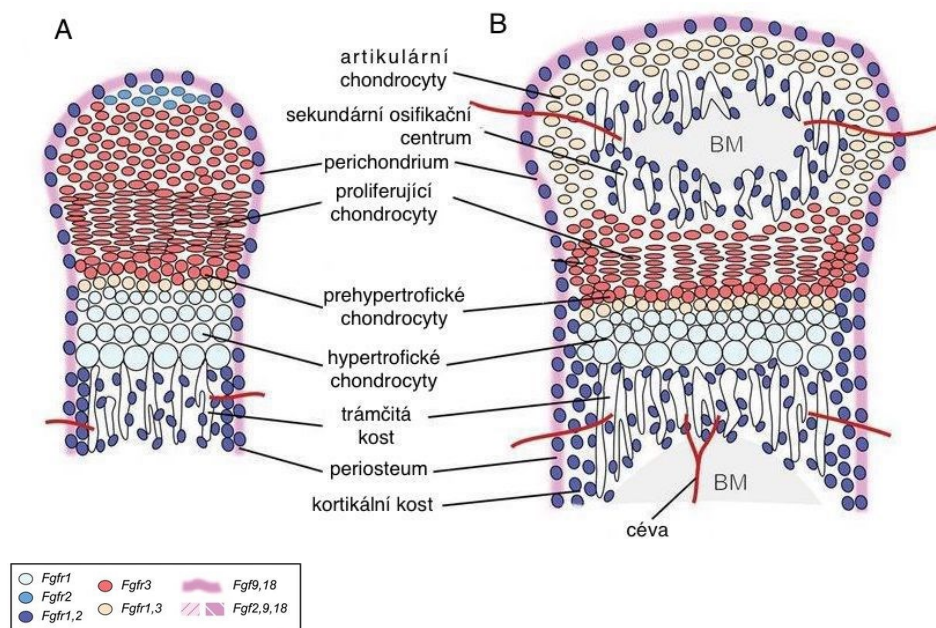 A
B
artikulární
chondrocyty
sekundární osifikační
centrum
BM
perichondrium
proliferující
chondrocyty
prehypertrofické
chondrocyty
hypertrofické
chondrocyty
trámčitá
kost
periosteum
BM
kortikální kost
céva
Fgfr1
Fgfr2
Fgfr1,2
Fgfr3
Fgfr1,3
Fgf9,18
Fgf2,9,18